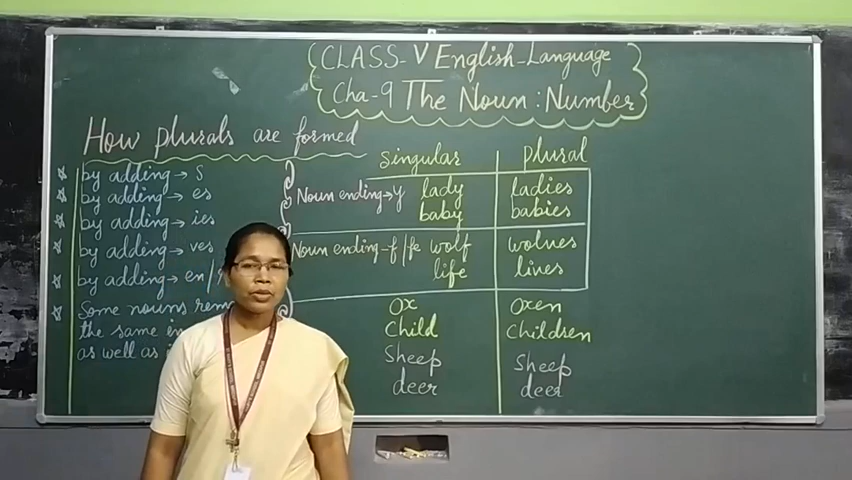 CLASS-V English-Language
Cha-9 The Noun: Number
How plurals are formed
by adding → s
by adding → es
by adding → ies
by adding → ves
by adding → en/
Some nouns
the same
as well as
Singular plural
Noun ending → y lady ladies
baby babies
Noun ending-f/fe wolf wolves
life lives
Ox Oxen
Child Children
Sheep Sheep
deer deer